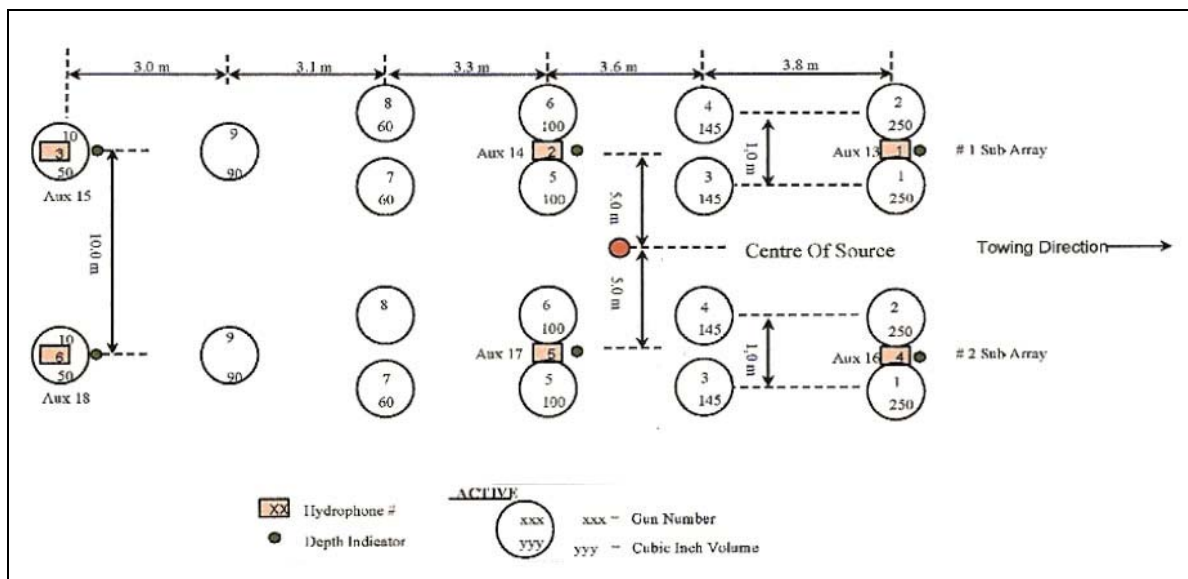 3.0 m 3.1 m 3.3 m 3.6 m 3.8 m
8 6 4 2
60 100 145 250
10 9
3 Aux 14 2 1,0 m Aux 13 1 # 1 Sub Array
50 90 7 5 3 1
Aux 15 60 100 145 250
5.0 m
10.0 m
Centre Of Source Towing Direction
5.0 m
8 6 4 2
100 145 250
10 9
6 Aux 17 5 1,0 m Aux 16 4 # 2 Sub Array
50 90 7 5 3 1
Aux 18 60 100 145 250
ACTIVE
XX Hydrophone #
xxx xxx - Gun Number
Depth Indicator
yyy yyy - Cubic Inch Volume